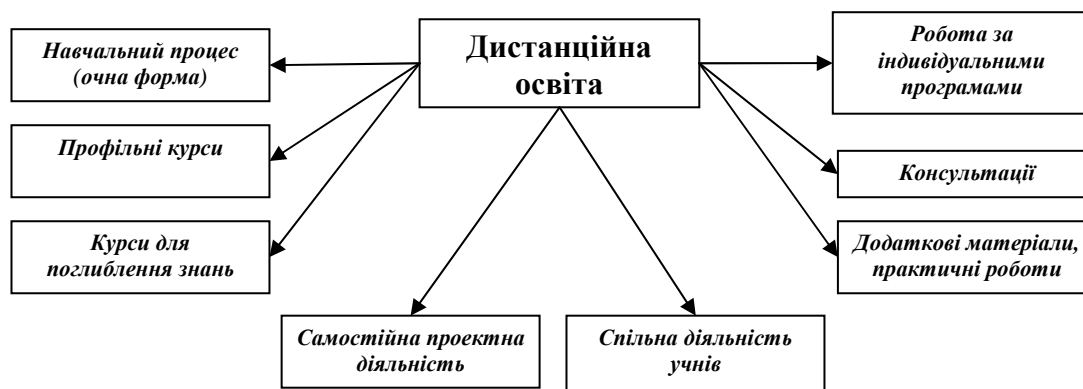 Дистанційна
освіта
Навчальний процес
(очна форма)
Профільні курси
Курси для
поглиблення знань
Самостійна проектна
діяльність
Спільна діяльність
учнів
Робота за
індивідуальними
програмами
Консультації
Додаткові матеріали,
практичні роботи